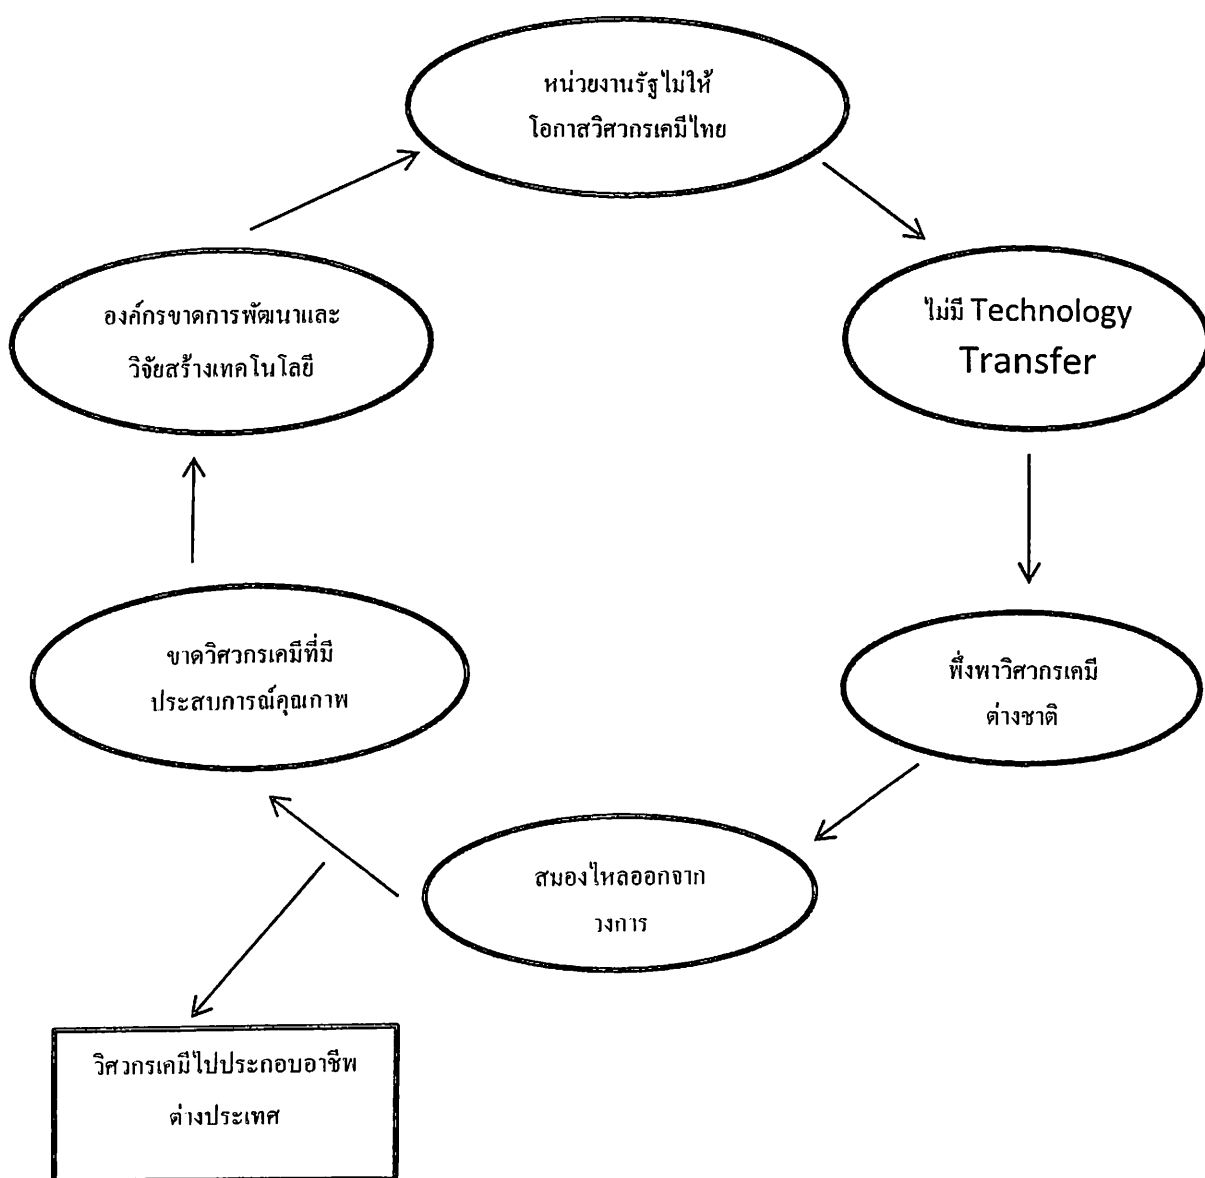 หน่วยงานรัฐไม่ให้
โอกาสวิศวกรเคมีไทย
ไม่มี Technology
Transfer
พึ่งพาวิศวกรเคมี
ต่างชาติ
สมองไหลออกจาก
วงการ
ขาดวิศวกรเคมีที่มี
ประสบการณ์คุณภาพ
องค์กรขาดการพัฒนาและ
วิจัยสร้างเทคโนโลยี
วิศวกรเคมีไปประกอบอาชีพ
ต่างประเทศ